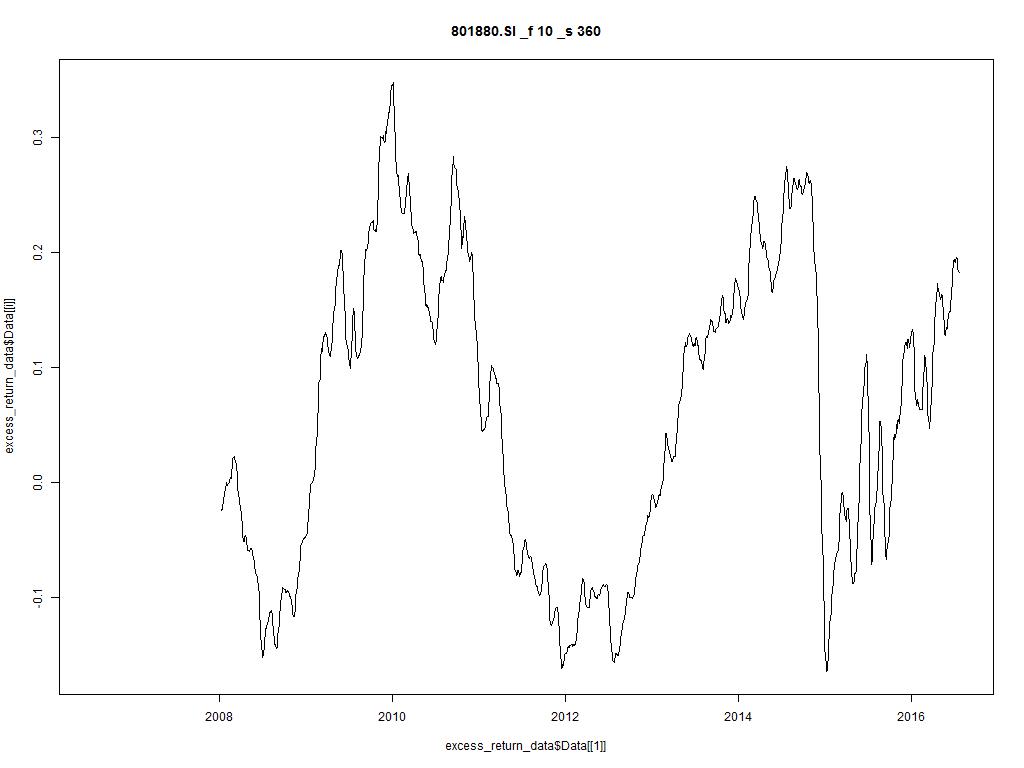 801880.SI _f 10 _s 360
excess_return_data$Data[[i]]
0.3
0.2
0.1
0.0
-0.1
2008 2010 2012 2014 2016
excess_return_data$Data[[1]]